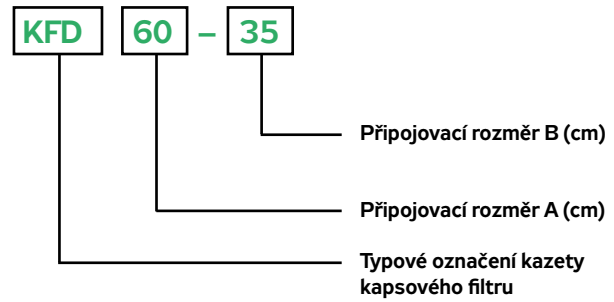 KFD 60 – 35
Připojovací rozměr B (cm)
Připojovací rozměr A (cm)
Typové označení kazety
kapsového filtru